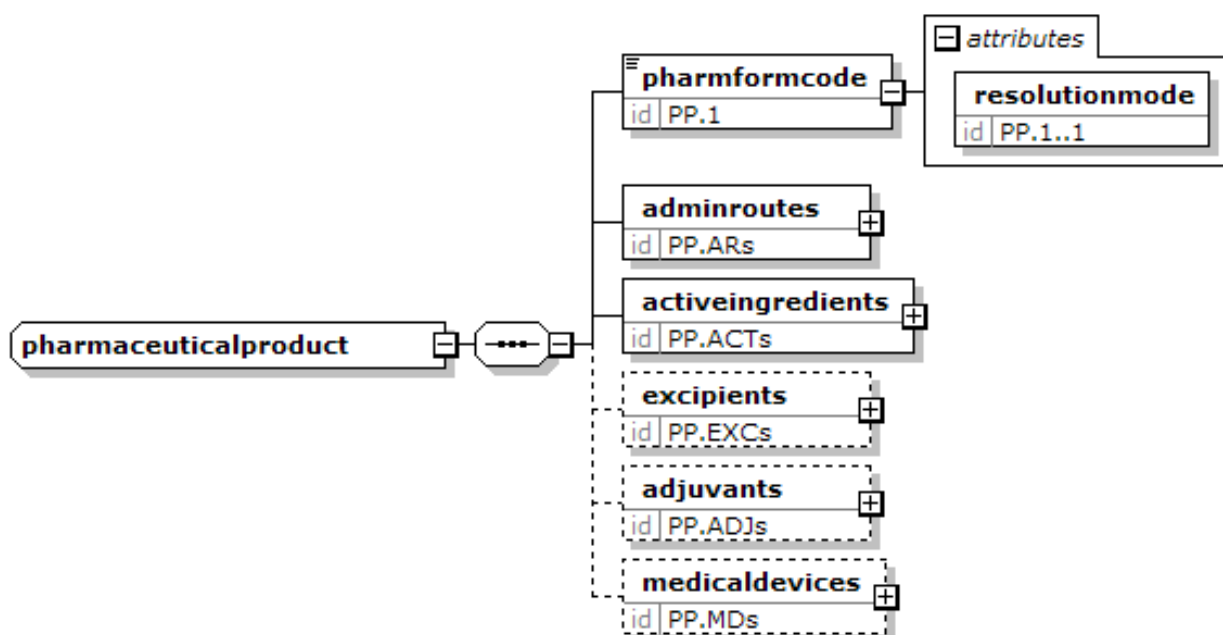 attributes
pharmformcode
id PP.1
resolutionmode
id PP.1..1
adminroutes
id PP.ARs
activeingredients
id PP.ACTs
pharmaceuticalproduct
excipients
id PP.EXCs
adjuvants
id PP.ADJs
medicaldevices
id PP.MDs